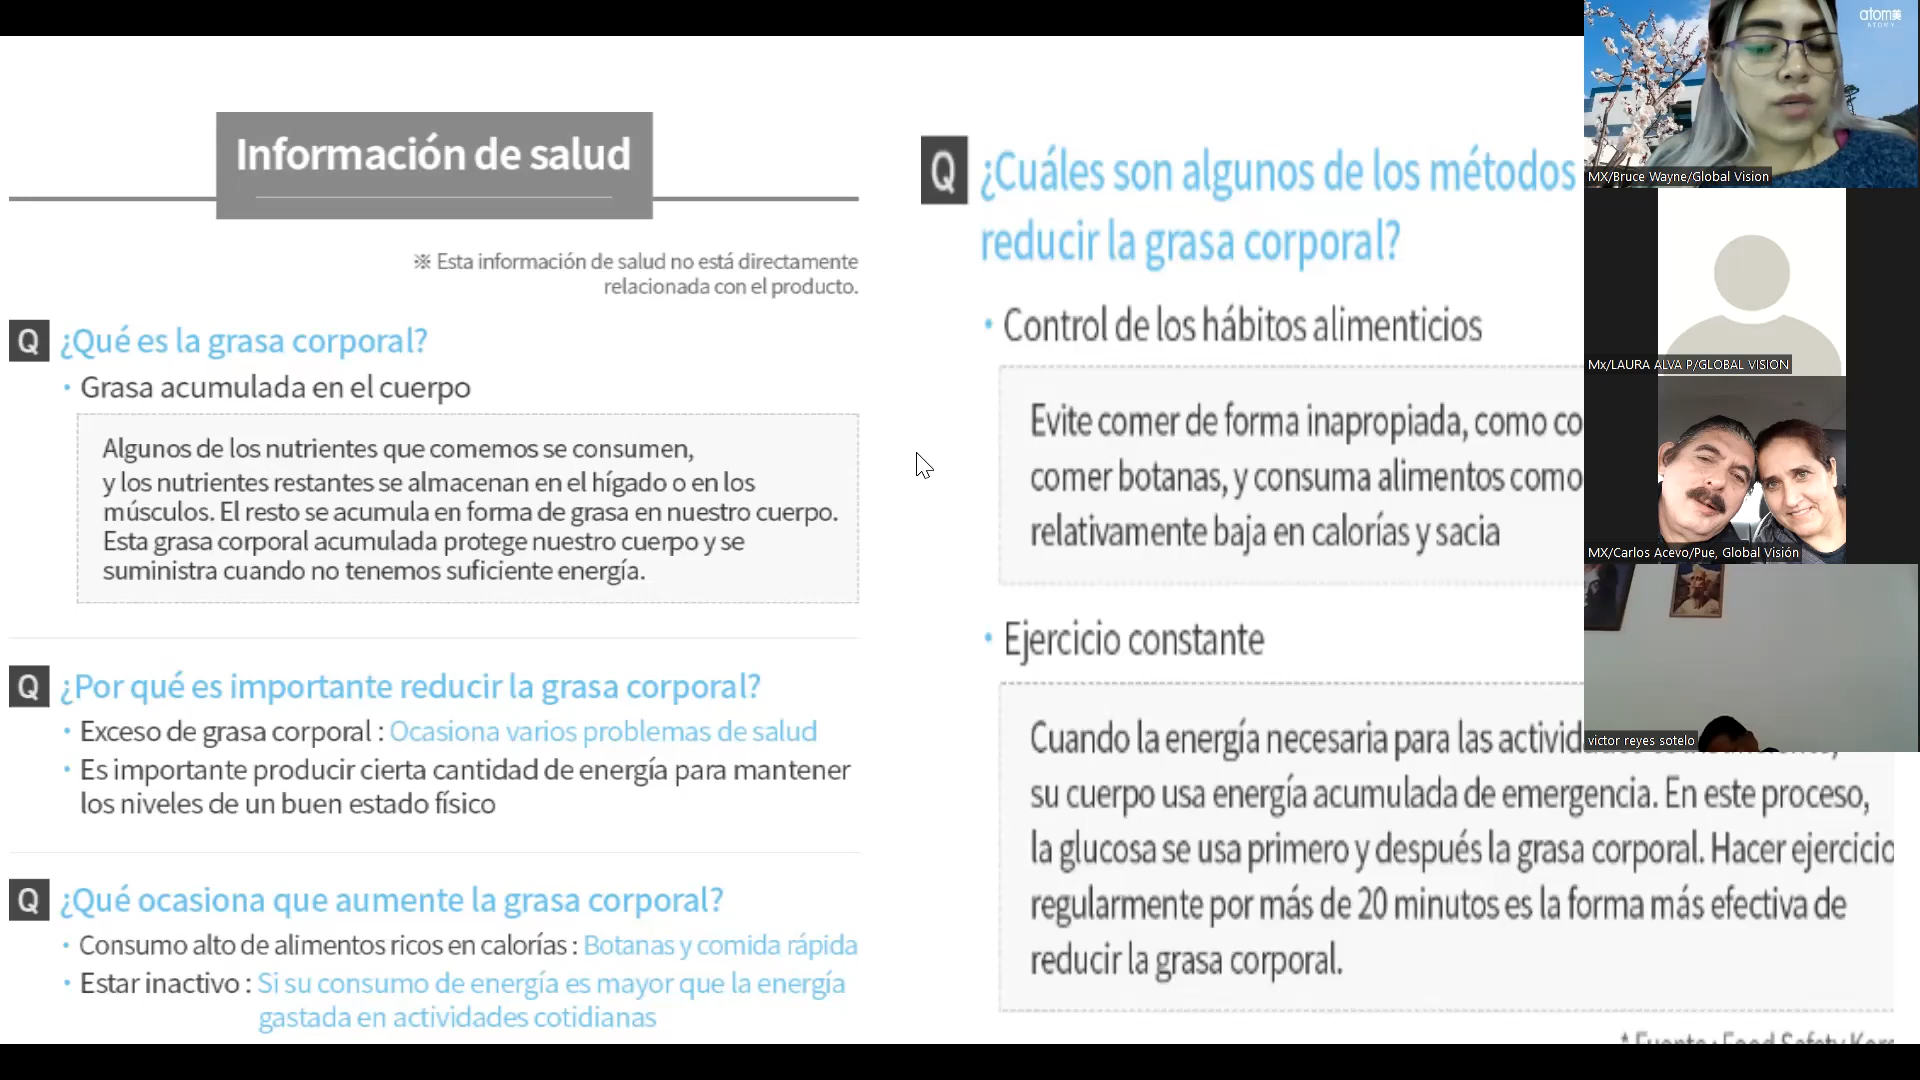 Información de salud
※ Esta información de salud no está directamente
relacionada con el producto.
Q ¿Qué es la grasa corporal?
• Grasa acumulada en el cuerpo
Algunos de los nutrientes que comemos se consumen,
y los nutrientes restantes se almacenan en el hígado o en los
músculos. El resto se acumula en forma de grasa en nuestro cuerpo.
Esta grasa corporal acumulada protege nuestro cuerpo y se
suministra cuando no tenemos suficiente energía.
Q ¿Por qué es importante reducir la grasa corporal?
• Exceso de grasa corporal : Ocasiona varios problemas de salud
• Es importante producir cierta cantidad de energía para mantener
los niveles de un buen estado físico
Q ¿Qué ocasiona que aumente la grasa corporal?
• Consumo alto de alimentos ricos en calorías : Botanas y comida rápida
• Estar inactivo : Si su consumo de energía es mayor que la energía
gastada en actividades cotidianas
Q ¿Cuáles son algunos de los métodos
reducir la grasa corporal?
• Control de los hábitos alimenticios
Evite comer de forma inapropiada, como co
comer botanas, y consuma alimentos como
relativamente baja en calorías y sacia
• Ejercicio constante
Cuando la energía necesaria para las activid
su cuerpo usa energía acumulada de emergencia. En este proceso,
la glucosa se usa primero y después la grasa corporal. Hacer ejercicio
regularmente por más de 20 minutos es la forma más efectiva de
reducir la grasa corporal.
* Fuente : Food Safety Kore
atom美
ATOMY
MX/Bruce Wayne/Global Vision
Mx/LAURA ALVA P/GLOBAL VISION
MX/Carlos Acevo/Pue, Global Visión
victor reyes sotelo